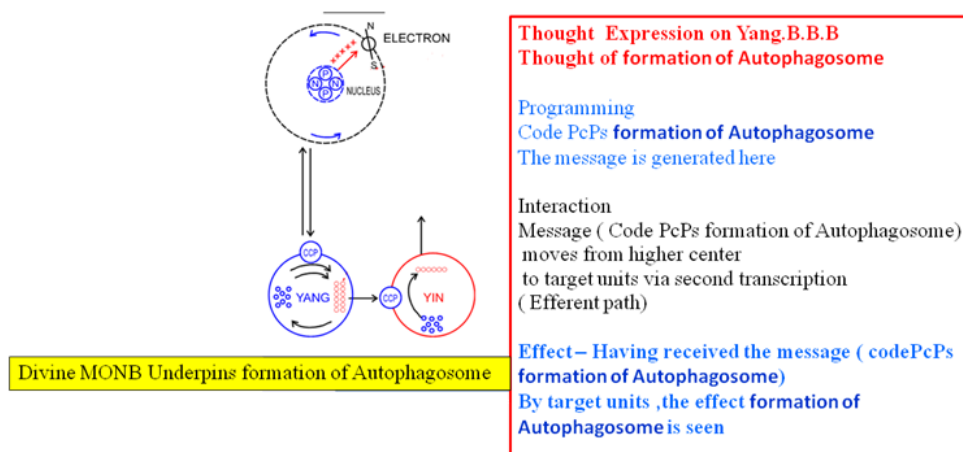 N
ELECTRON
S
P
N N
P
NUCLEUS
CCP
YANG
CCP
YIN
Divine MONB Underpins formation of Autophagosome
Thought Expression on Yang.B.B.B
Thought of formation of Autophagosome
Programming
Code PcPs formation of Autophagosome
The message is generated here
Interaction
Message ( Code PcPs formation of Autophagosome)
moves from higher center
to target units via second transcription
( Efferent path)
Effect – Having received the message ( codePcPs
formation of Autophagosome)
By target units ,the effect formation of
Autophagosome is seen